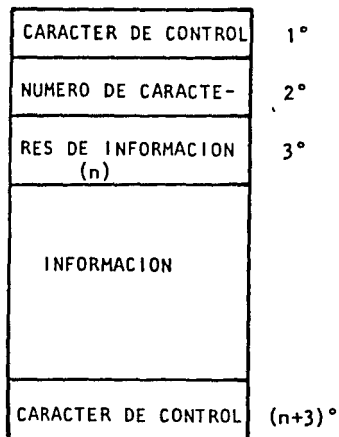 CARACTER DE CONTROL 1°
NUMERO DE CARACTE- 2°
RES DE INFORMACION 3°
(n)
INFORMACION
CARACTER DE CONTROL (n+3)°